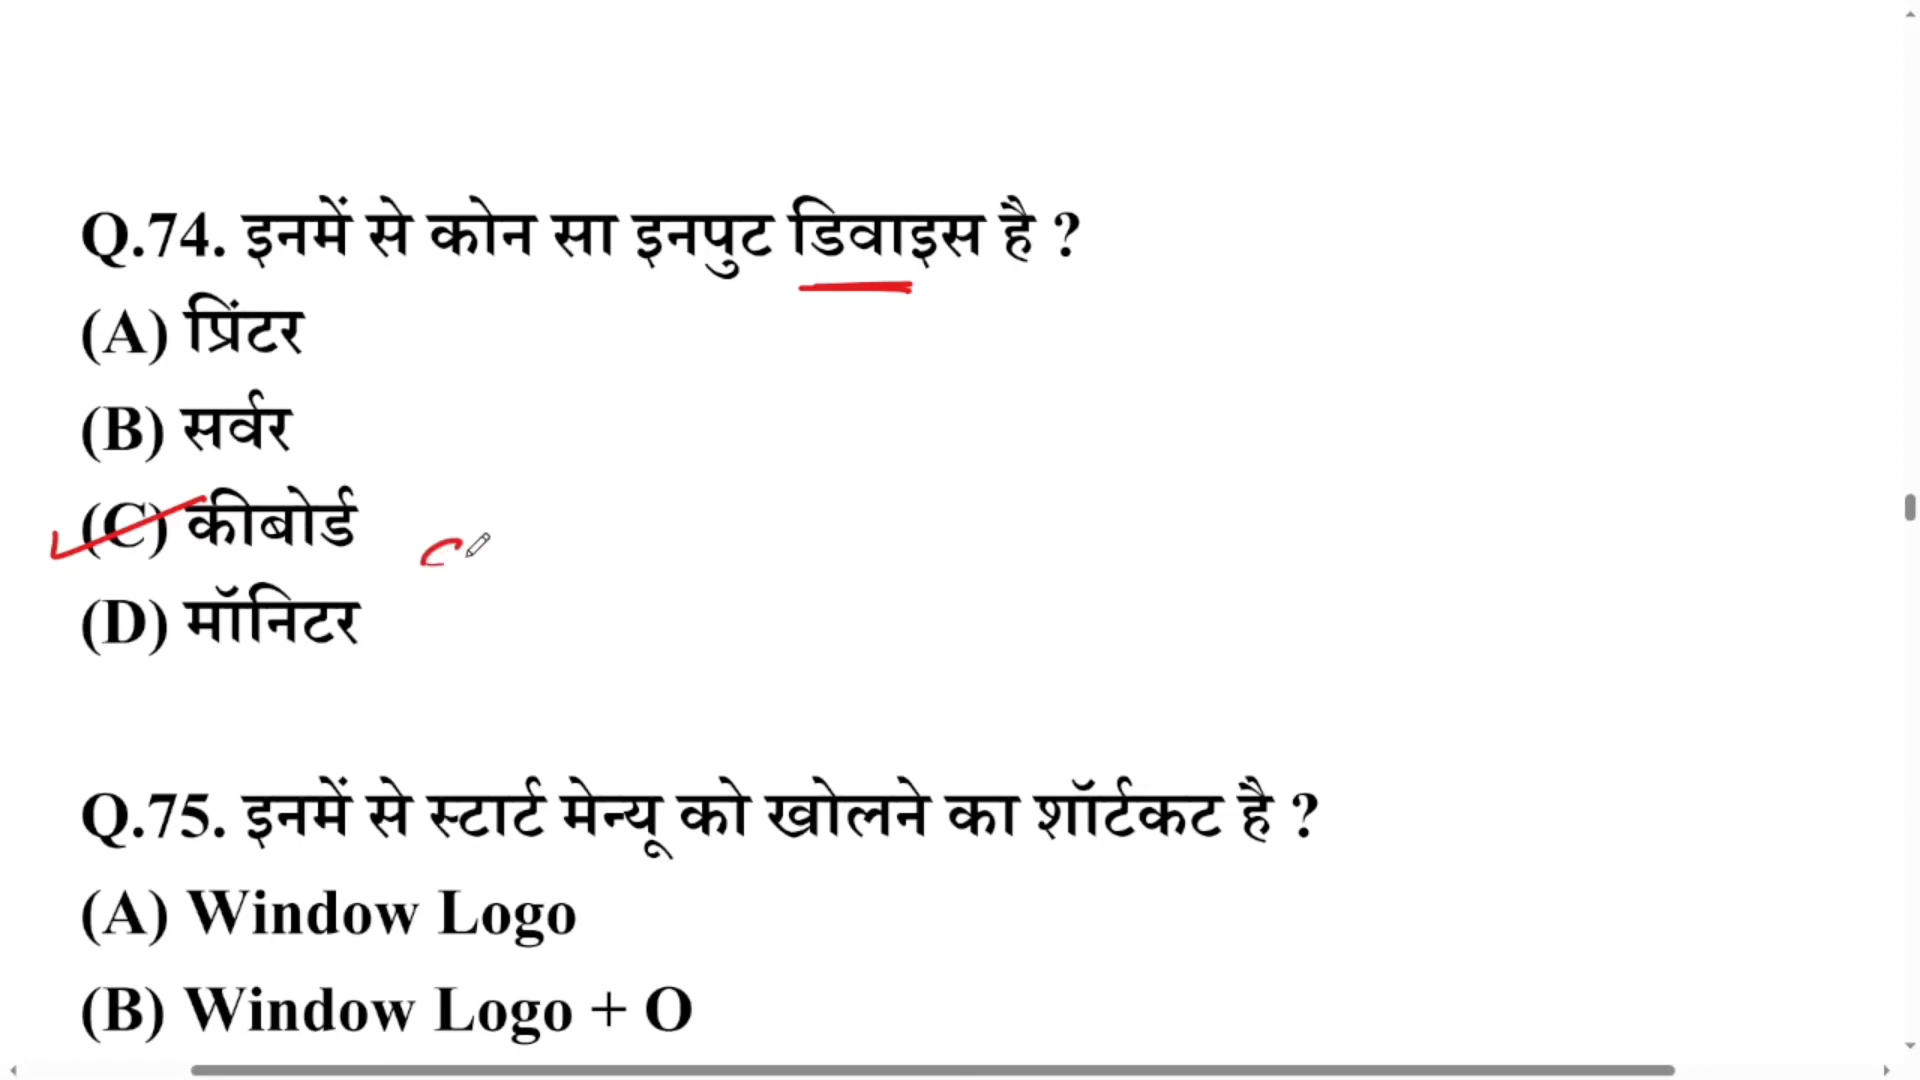 Q.74. इनमें से कोन सा इनपुट डिवाइस है ?
(A) प्रिंटर
(B) सर्वर
(C) कीबोर्ड
(D) मॉनिटर
Q.75. इनमें से स्टार्ट मेन्यू को खोलने का शॉर्टकट है ?
(A) Window Logo
(B) Window Logo + O